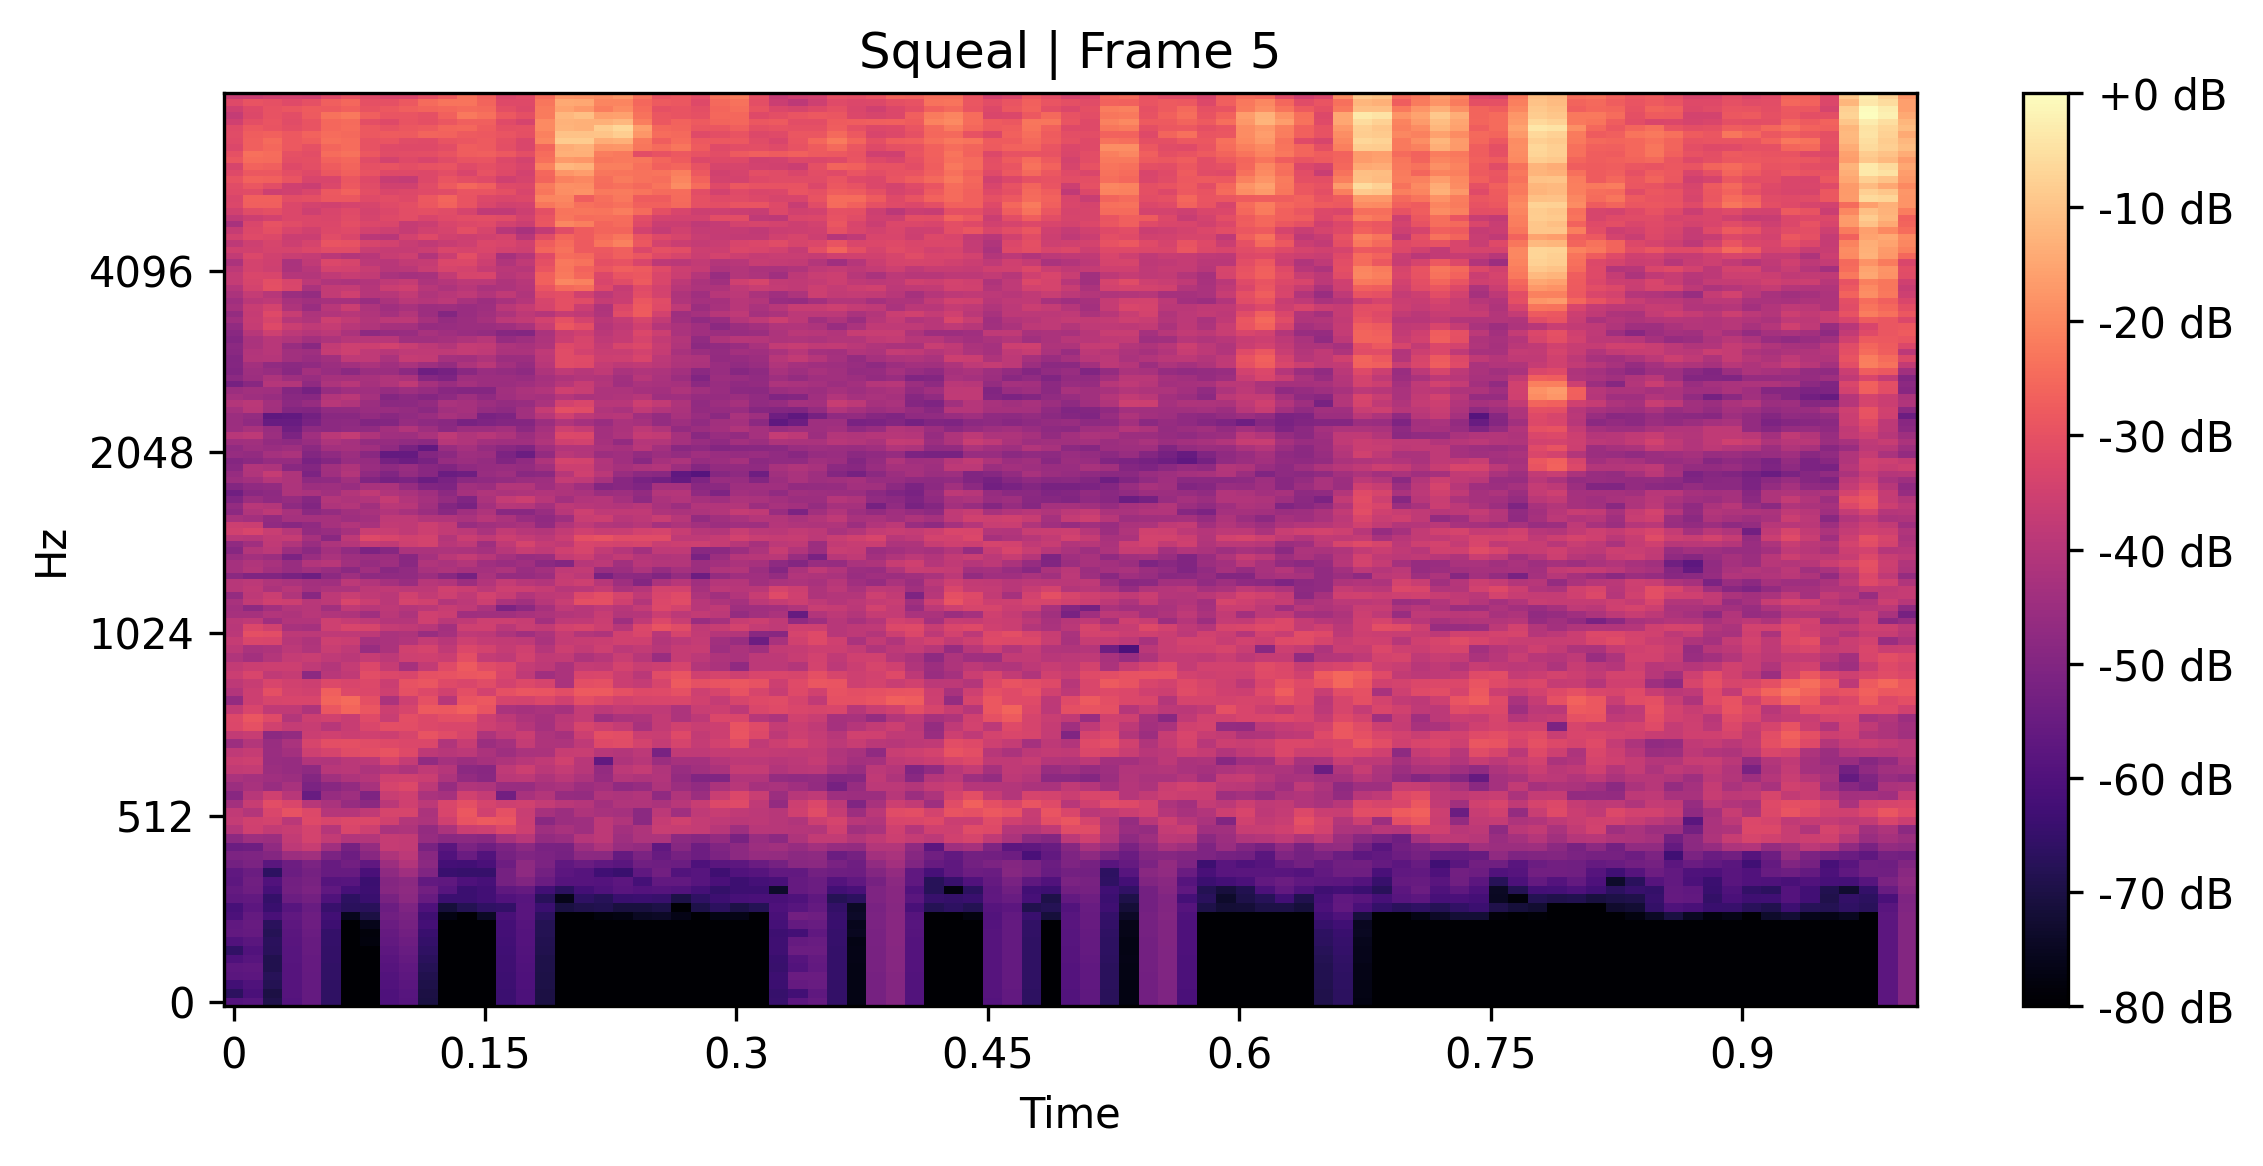 Squeal | Frame 5
+0 dB
-10 dB
-20 dB
-30 dB
-40 dB
-50 dB
-60 dB
-70 dB
-80 dB
Hz
4096
2048
1024
512
0
0 0.15 0.3 0.45 0.6 0.75 0.9
Time